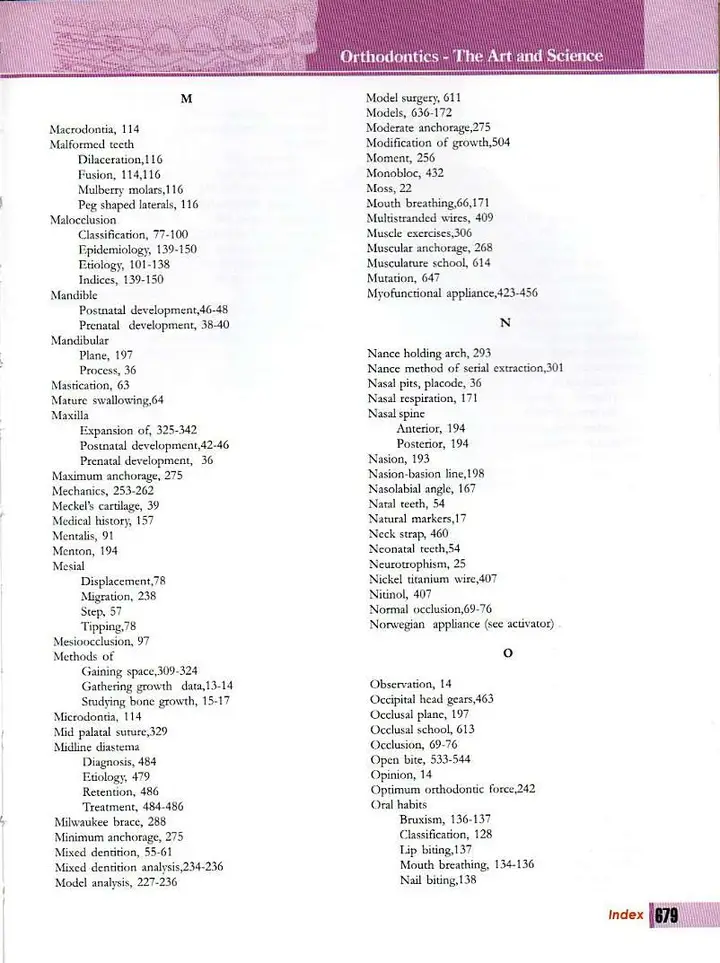 Orthodontics - The Art and Science
M
Macrodontia, 114
Malformed teeth
Dilaceration,116
Fusion, 114,116
Mulberry molars,116
Peg shaped laterals, 116
Malocclusion
Classification, 77-100
Epidemiology, 139-150
Etiology, 101-138
Indices, 139-150
Mandible
Postnatal development,46-48
Prenatal development, 38-40
Mandibular
Plane, 197
Process, 36
Mastication, 63
Mature swallowing,64
Maxilla
Expansion of, 325-342
Postnatal development,42-46
Prenatal development, 36
Maximum anchorage, 275
Mechanics, 253-262
Meckel's cartilage, 39
Medical history, 157
Mentalis, 91
Menton, 194
Mesial
Displacement,78
Migration, 238
Step, 57
Tipping,78
Mesioocclusion, 97
Methods of
Gaining space,309-324
Gathering growth data,13-14
Studying bone growth, 15-17
Microdontia, 114
Mid palatal suture,329
Midline diastema
Diagnosis, 484
Etiology, 479
Retention, 486
Treatment, 484-486
Milwaukee brace, 288
Minimum anchorage, 275
Mixed dentition, 55-61
Mixed dentition analysis,234-236
Model analysis, 227-236
Model surgery, 611
Models, 636-172
Moderate anchorage,275
Modification of growth,504
Moment, 256
Monobloc, 432
Moss, 22
Mouth breathing,66,171
Multistranded wires, 409
Muscle exercises,306
Muscular anchorage, 268
Musculature school, 614
Mutation, 647
Myofunctional appliance,423-456
N
Nance holding arch, 293
Nance method of serial extraction,301
Nasal pits, placode, 36
Nasal respiration, 171
Nasal spine
Anterior, 194
Posterior, 194
Nasion, 193
Nasion-basion line,198
Nasolabial angle, 167
Natal teeth, 54
Natural markers,17
Neck strap, 460
Neonatal teeth,54
Neurotrophism, 25
Nickel titanium wire,407
Nitinol, 407
Normal occlusion,69-76
Norwegian appliance (see activator)
O
Observation, 14
Occipital head gears,463
Occlusal plane, 197
Occlusal school, 613
Occlusion, 69-76
Open bite, 533-544
Opinion, 14
Optimum orthodontic force,242
Oral habits
Bruxism, 136-137
Classification, 128
Lip biting,137
Mouth breathing, 134-136
Nail biting,138
Index 679